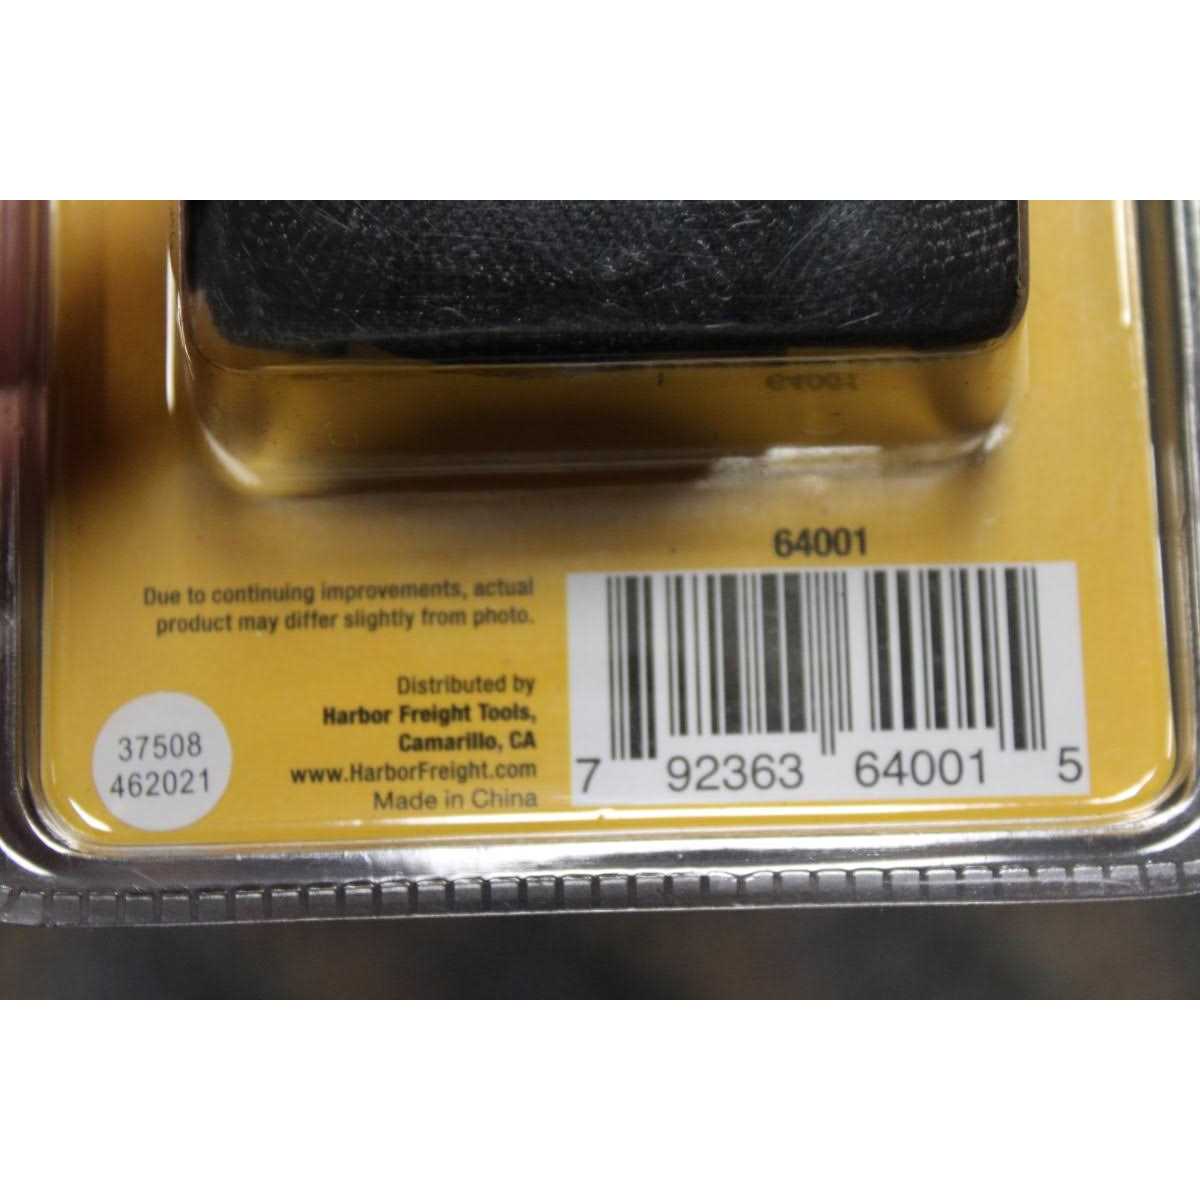 64001
Due to continuing improvements, actual
product may differ slightly from photo.
Distributed by
Harbor Freight Tools,
Camarillo, CA
www.HarborFreight.com
Made in China
37508
462021
7 92363 64001 5